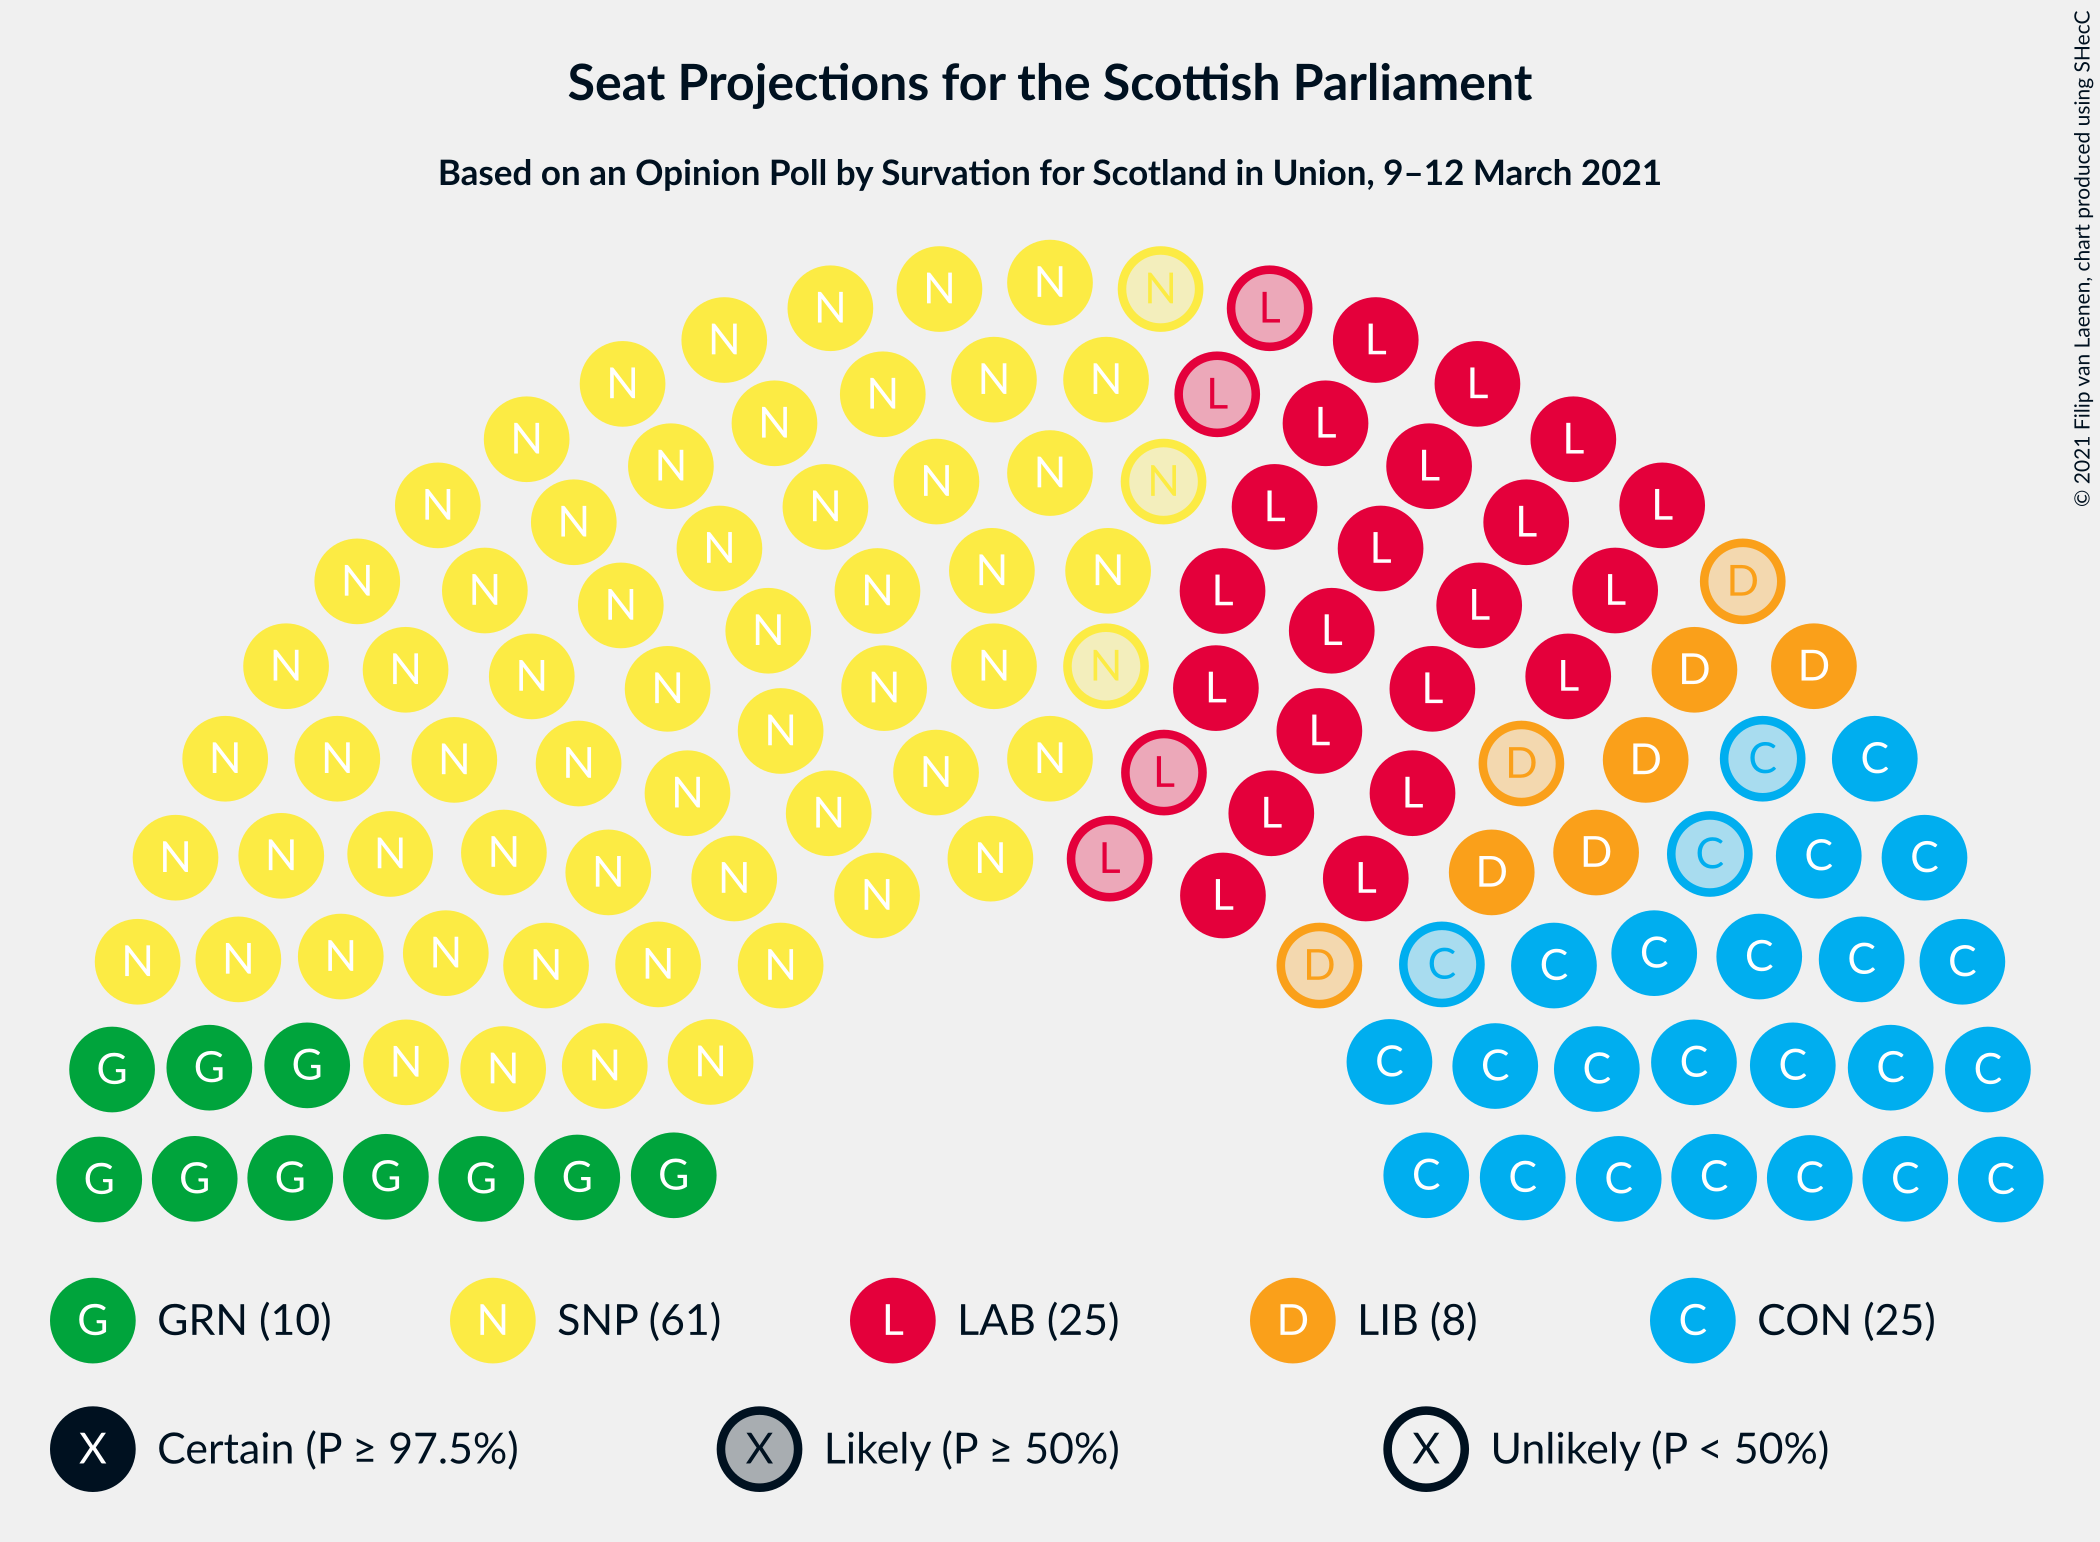 Seat Projections for the Scottish Parliament
Based on an Opinion Poll by Survation for Scotland in Union, 9–12 March 2021
© 2021 Filip van Laenen, chart produced using SHecC
N N N N L L L
N N N N L L L
N N N N L L L
N N N N N L L L
N N N N L L L
N N N N L L D
N N N N L L L
N N N N N L L D D
N N N N L L L
N N N N L L D D C C
N N N N L L
N N N N N N N N L L L D D C C C
N N N N N N N D C C C C C C
G G G N N N N C C C C C C C
G G G G G G G C C C C C C C
G GRN (10) N SNP (61) L LAB (25) D LIB (8) C CON (25)
X Certain (P ≥ 97.5%) X Likely (P ≥ 50%) X Unlikely (P < 50%)